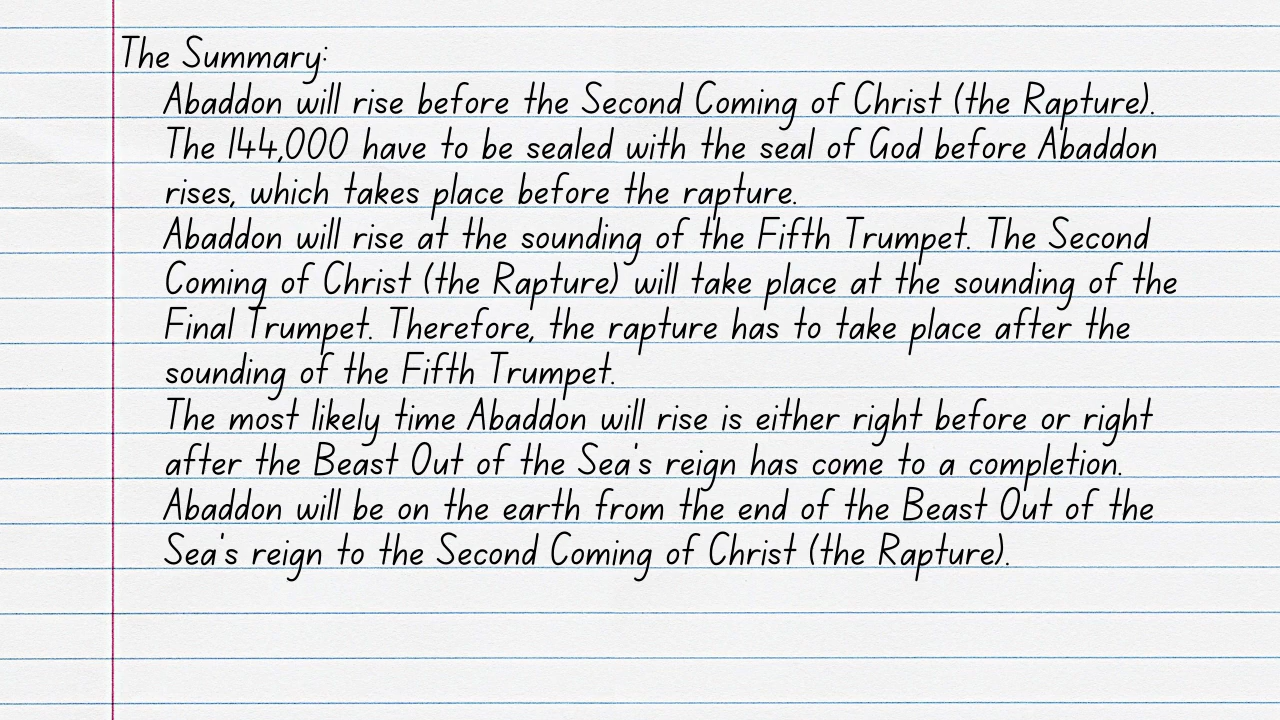 The Summary:
Abaddon will rise before the Second Coming of Christ (the Rapture).
The 144,000 have to be sealed with the seal of God before Abaddon
rises, which takes place before the rapture.
Abaddon will rise at the sounding of the Fifth Trumpet. The Second
Coming of Christ (the Rapture) will take place at the sounding of the
Final Trumpet. Therefore, the rapture has to take place after the
sounding of the Fifth Trumpet.
The most likely time Abaddon will rise is either right before or right
after the Beast Out of the Sea's reign has come to a completion.
Abaddon will be on the earth from the end of the Beast Out of the
Sea's reign to the Second Coming of Christ (the Rapture).